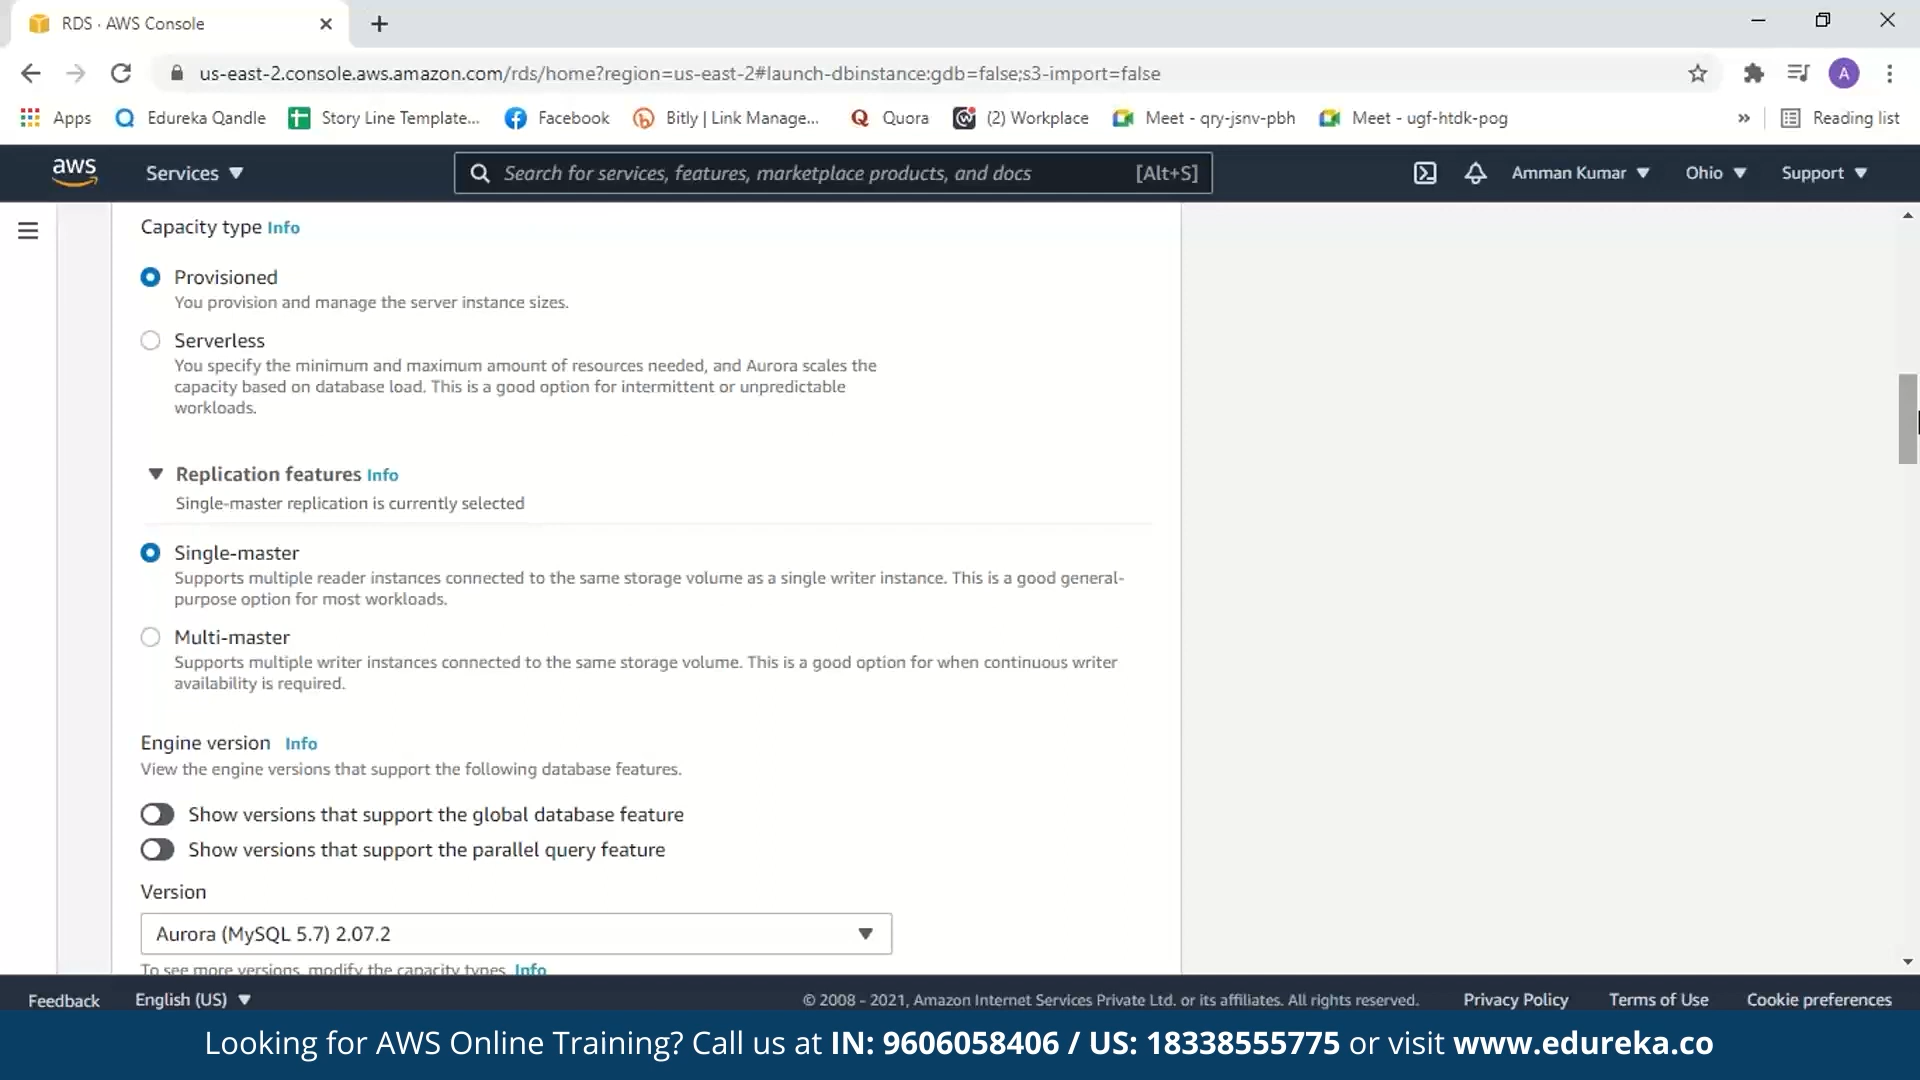 RDS · AWS Console
us-east-2.console.aws.amazon.com/rds/home?region=us-east-2#launch-dbinstance:gdb=false;s3-import=false
A
Apps
Edureka Qandle
Story Line Template...
Facebook
Bitly | Link Manage...
Quora
(2) Workplace
Meet - qry-jsnv-pbh
Meet - ugf-htdk-pog
»
Reading list
aws
Services
Search for services, features, marketplace products, and docs
[Alt+S]
Amman Kumar
Ohio
Support
Capacity type Info
Provisioned
You provision and manage the server instance sizes.
Serverless
You specify the minimum and maximum amount of resources needed, and Aurora scales the
capacity based on database load. This is a good option for intermittent or unpredictable
workloads.
Replication features Info
Single-master replication is currently selected
Single-master
Supports multiple reader instances connected to the same storage volume as a single writer instance. This is a good general-
purpose option for most workloads.
Multi-master
Supports multiple writer instances connected to the same storage volume. This is a good option for when continuous writer
availability is required.
Engine version Info
View the engine versions that support the following database features.
Show versions that support the global database feature
Show versions that support the parallel query feature
Version
Aurora (MySQL 5.7) 2.07.2
To see more versions, modify the capacity types. Info
Feedback
English (US)
© 2008 - 2021, Amazon Internet Services Private Ltd. or its affiliates. All rights reserved.
Privacy Policy
Terms of Use
Cookie preferences
Looking for AWS Online Training? Call us at IN: 9606058406 / US: 18338555775 or visit www.edureka.co